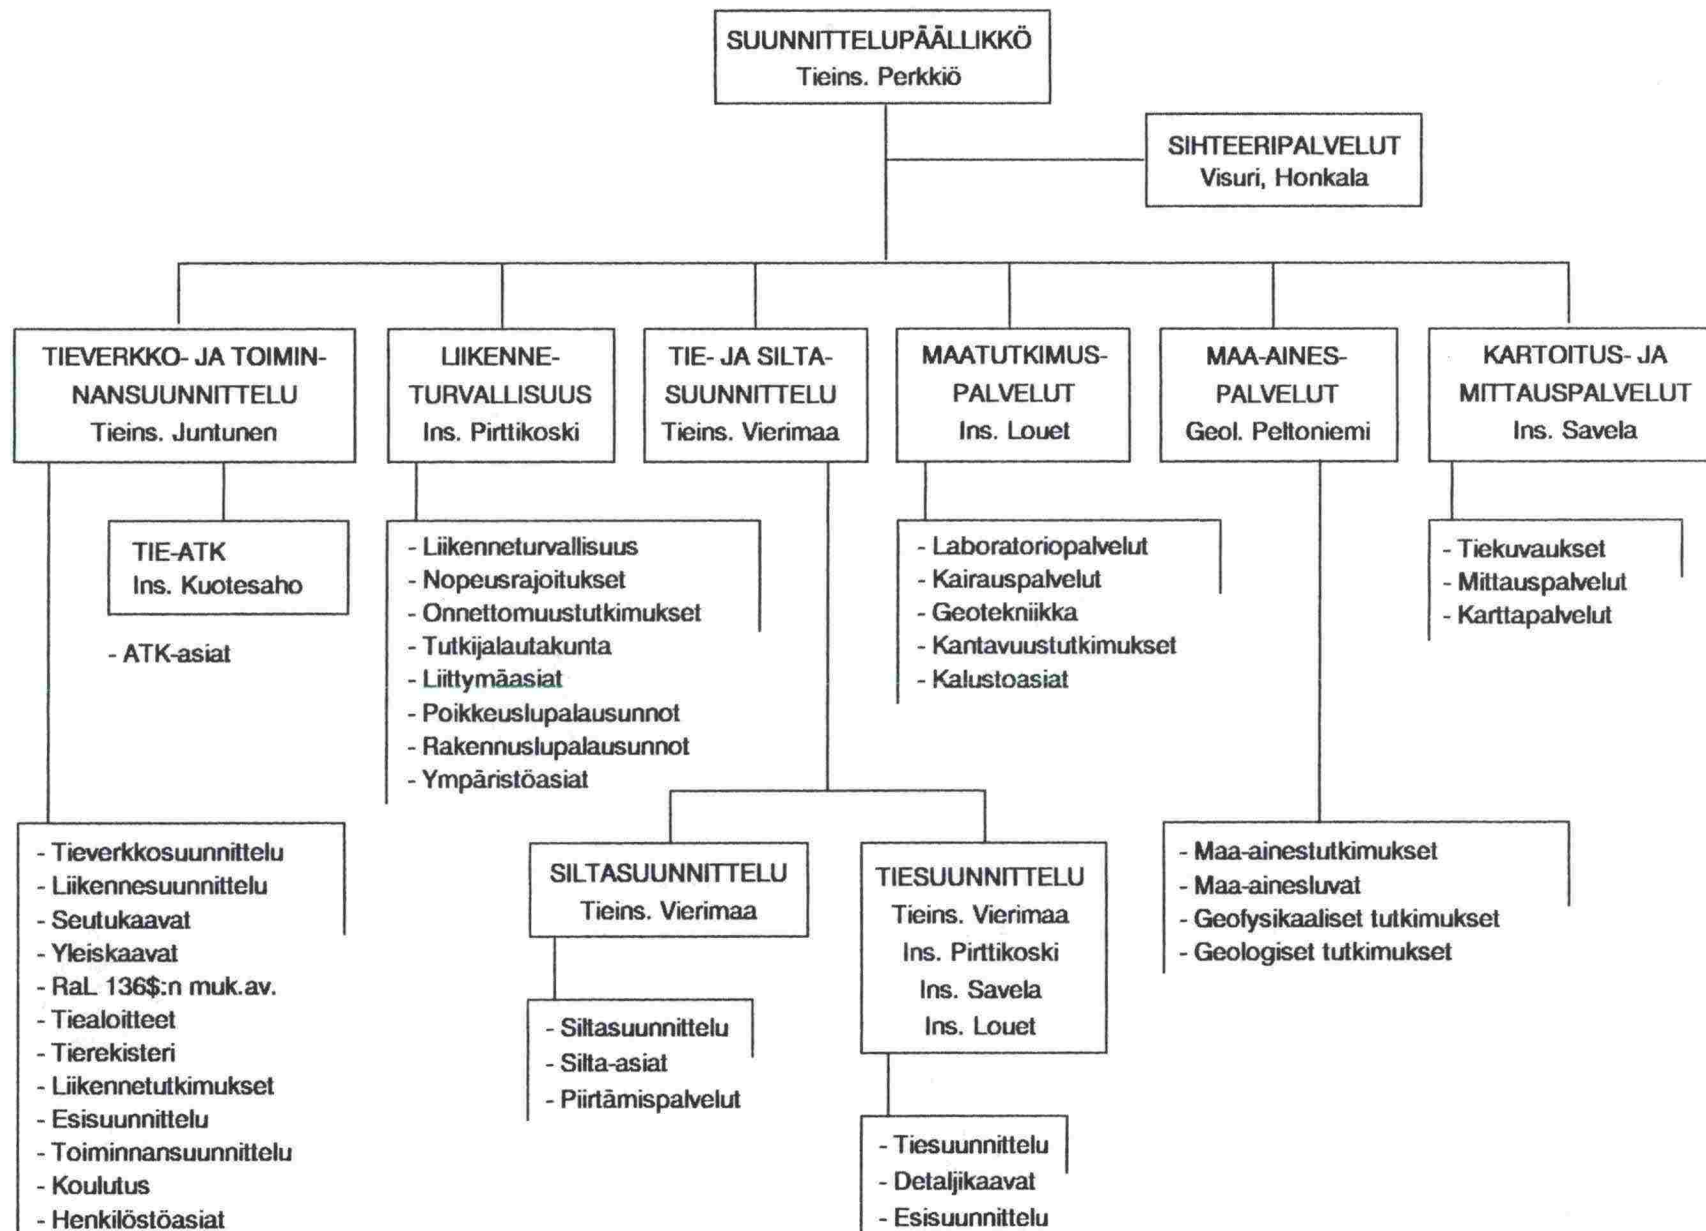 SUUNNITTELUPÄÄLLIKKÖ
Tieins. Perkkiö
SIHTEERIPALVELUT
Visuri, Honkala
TIEVERKKO- JA TOIMIN-
NANSUUNNITTELU
Tieins. Juntunen
LIIKENNE-
TURVALLISUUS
Ins. Pirttikoski
TIE- JA SILTA-
SUUNNITTELU
Tieins. Vierimaa
MAATUTKIMUS-
PALVELUT
Ins. Louet
MAA-AINES-
PALVELUT
Geol. Peltoniemi
KARTOITUS- JA
MITTAUSPALVELUT
Ins. Savela
TIE-ATK
Ins. Kuotesaho
- ATK-asiat
- Liikenneturvallisuus
- Nopeusrajoitukset
- Onnettomuustutkimukset
- Tutkijalautakunta
- Liittymäasiat
- Poikkeuslupalausunnot
- Rakennuslupalausunnot
- Ympäristöasiat
- Laboratoriopalvelut
- Kairauspalvelut
- Geotekniikka
- Kantavuustutkimukset
- Kalustoasiat
- Tiekuvaukset
- Mittauspalvelut
- Karttapalvelut
- Tieverkkosuunnittelu
- Liikennesuunnittelu
- Seutukaavat
- Yleiskaavat
- RaL 136$:n muk.av.
- Tiealoitteet
- Tierekisteri
- Liikennetutkimukset
- Esisuunnittelu
- Toiminnansuunnittelu
- Koulutus
- Henkilöstöasiat
SILTASUUNNITTELU
Tieins. Vierimaa
- Siltasuunnittelu
- Silta-asiat
- Piirtämispalvelut
TIESUUNNITTELU
Tieins. Vierimaa
Ins. Pirttikoski
Ins. Savela
Ins. Louet
- Tiesuunnittelu
- Detaljikaavat
- Esisuunnittelu
- Maa-ainestutkimukset
- Maa-ainesluvat
- Geofysikaaliset tutkimukset
- Geologiset tutkimukset